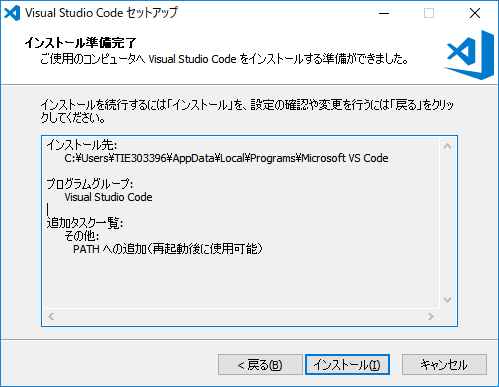 Visual Studio Code セットアップ
インストール準備完了
ご使用のコンピュータへ Visual Studio Code をインストールする準備ができました。
インストールを続行するには「インストール」を、設定の確認や変更を行うには「戻る」をクリッ
クしてください。
インストール先:
C:¥Users¥TIE303396¥AppData¥Local¥Programs¥Microsoft VS Code
プログラムグループ:
Visual Studio Code
追加タスク一覧:
その他:
PATH への追加（再起動後に使用可能）
< 戻る(B)
インストール(I)
キャンセル